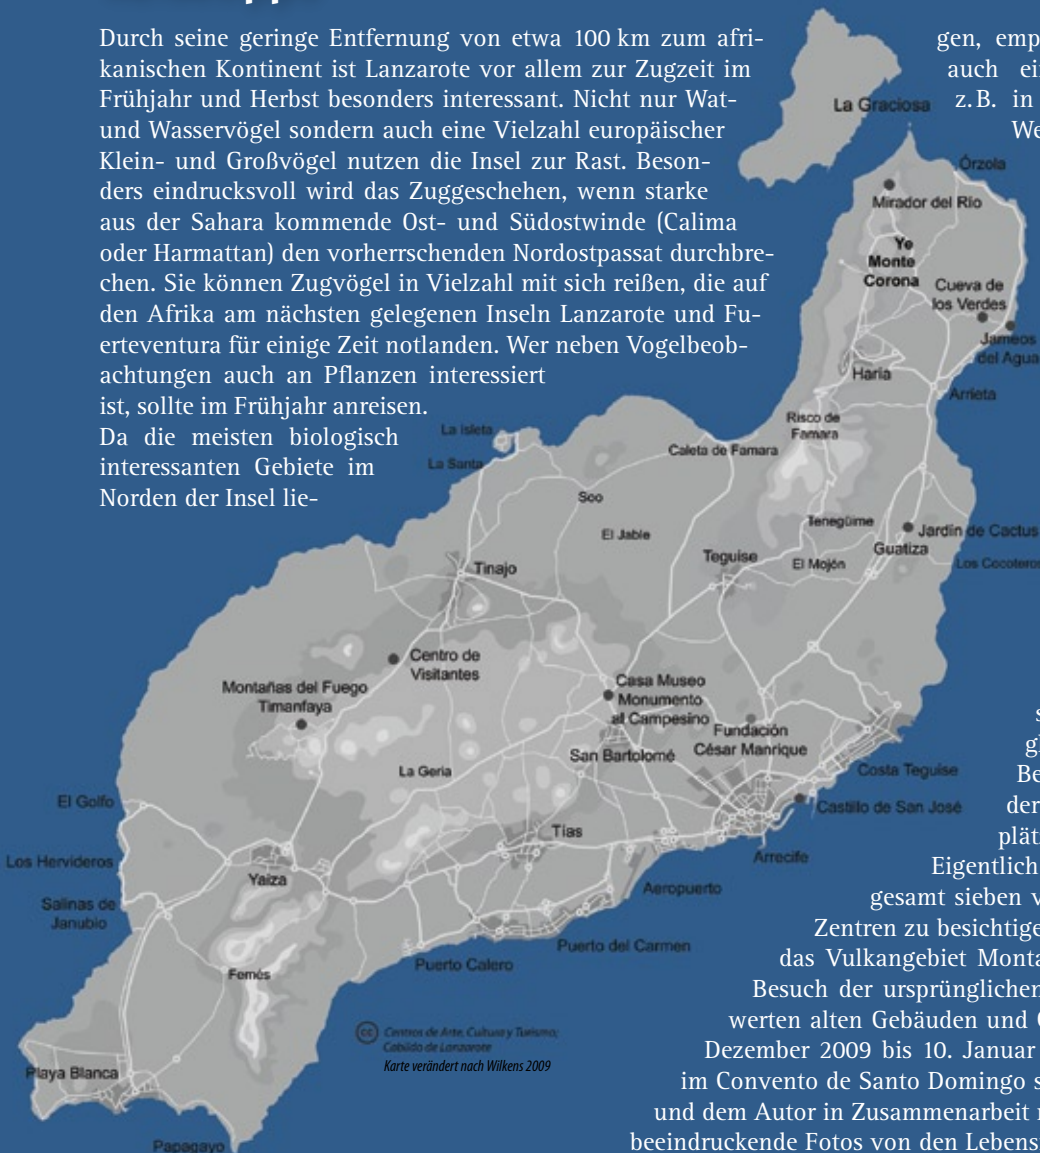 Durch seine geringe Entfernung von etwa 100 km zum afri-
kanischen Kontinent ist Lanzarote vor allem zur Zugzeit im
Frühjahr und Herbst besonders interessant. Nicht nur Wat-
und Wasservögel sondern auch eine Vielzahl europäischer
Klein- und Großvögel nutzen die Insel zur Rast. Beson-
ders eindrucksvoll wird das Zuggeschehen, wenn starke
aus der Sahara kommende Ost- und Südostwinde (Calima
oder Harmattan) den vorherrschenden Nordostpassat durchbre-
chen. Sie können Zugvögel in Vielzahl mit sich reißen, die auf
den Afrika am nächsten gelegenen Inseln Lanzarote und Fu-
erteventura für einige Zeit notlanden. Wer neben Vogelbeob-
achtungen auch an Pflanzen interessiert
ist, sollte im Frühjahr anreisen.
Da die meisten biologisch
interessanten Gebiete im
Norden der Insel lie-
gen, emp
auch ei
z.B. in
We
La Graciosa
Órzola
Mirador del Río
Ye
Monte
Corona
Cueva de
los Verdes
Jameos
del Agua
Haría
Arrieta
Risco de
Famara
La Isleta
Caleta de Famara
La Santa
Soo
El Jable
Tenegüime
Jardín de Cactus
Guatiza
Teguise
El Mojón
Los Cocoteros
Tinajo
Centro de
Visitantes
Montañas del Fuego
Timanfaya
Casa Museo
Monumento
al Campesino
Fundación
César Manrique
San Bartolomé
La Geria
Costa Teguise
El Golfo
Castillo de San José
Tías
Arrecife
Los Hervideros
Yaiza
Aeropuerto
Salinas de
Janubio
Puerto del Carmen
Puerto Calero
Femés
Playa Blanca
Papagayo
cc Centros de Arte, Cultura y Turismo;
Cabildo de Lanzarote
Karte verändert nach Wilkens 2009
s
gl
Be
der
plät
Eigentlich
gesamt sieben v
Zentren zu besichtige
das Vulkangebiet Monta
Besuch der ursprünglichen
werten alten Gebäuden und
Dezember 2009 bis 10. Januar
im Convento de Santo Domingo s
und dem Autor in Zusammenarbeit
beeindruckende Fotos von den Lebens